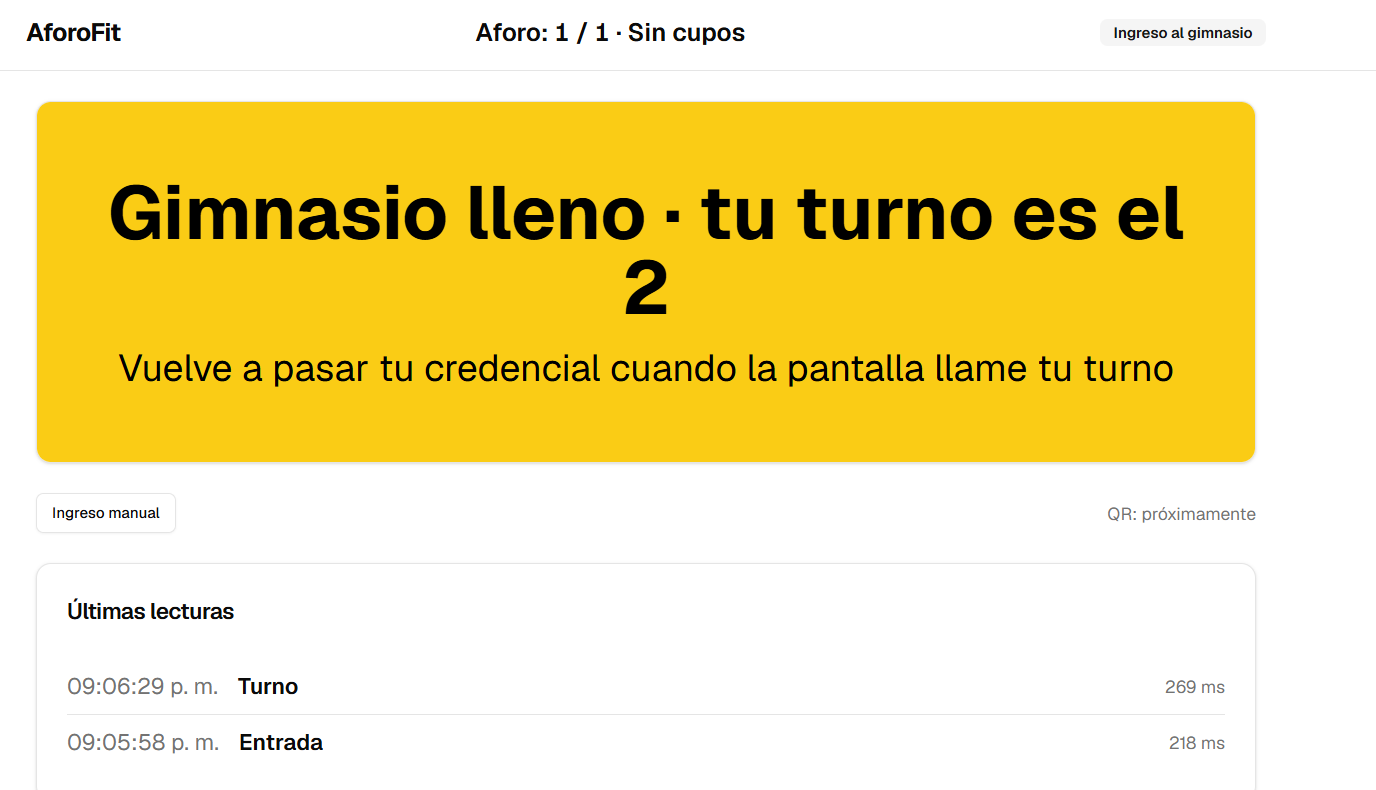 AforoFit
Aforo: 1 / 1 · Sin cupos
Ingreso al gimnasio
Gimnasio lleno · tu turno es el
2
Vuelve a pasar tu credencial cuando la pantalla llame tu turno
Ingreso manual
QR: próximamente
Últimas lecturas
09:06:29 p. m. Turno 269 ms
09:05:58 p. m. Entrada 218 ms